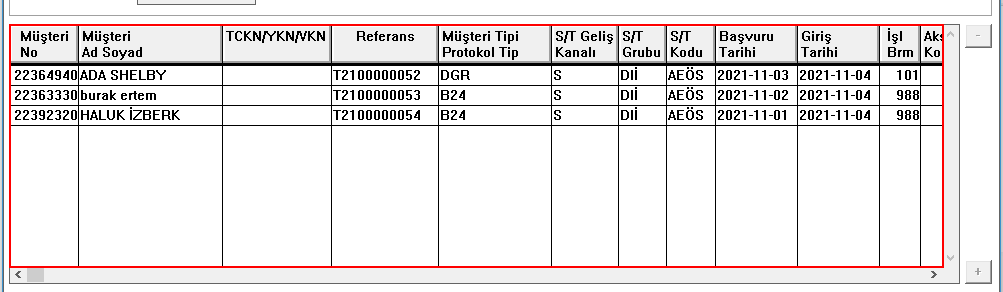 Müşteri No Müşteri Ad Soyad TCKN/YKN/VKN Referans Müşteri Tipi Protokol Tip S/T Geliş Kanalı S/T Grubu S/T Kodu Başvuru Tarihi Giriş Tarihi İşl Brm
22364940 ADA SHELBY T2100000052 DGR S Dİİ AEÖS 2021-11-03 2021-11-04 101
22363330 burak ertem T2100000053 B24 S Dİİ AEÖS 2021-11-02 2021-11-04 988
22392320 HALUK İZBERK T2100000054 B24 S Dİİ AEÖS 2021-11-01 2021-11-04 988